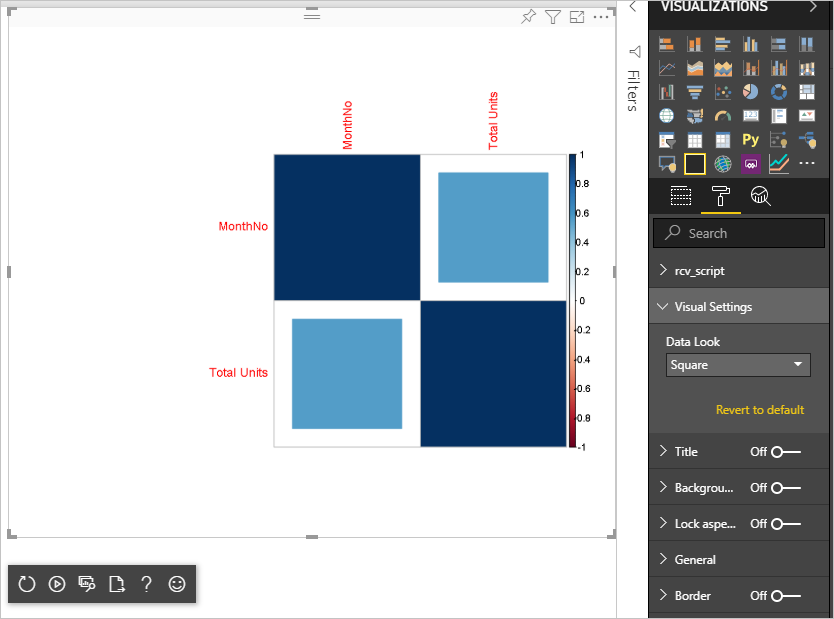 VISUALIZATIONS
Filters
Py
MonthNo
Total Units
MonthNo
Total Units
1
0.8
0.6
0.4
0.2
0
-0.2
-0.4
-0.6
-0.8
-1
Search
rcv_script
Visual Settings
Data Look
Square
Revert to default
Title Off
Backgrou... Off
Lock aspe... Off
General
Border Off